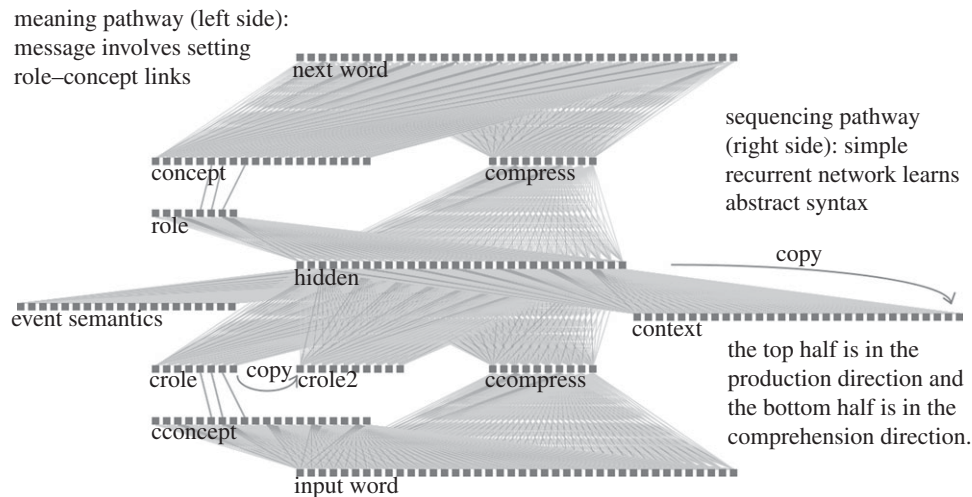 meaning pathway (left side):
message involves setting
role–concept links
next word
sequencing pathway
(right side): simple
recurrent network learns
abstract syntax
concept
compress
role
copy
hidden
event semantics
context
crole
copy
crole2
ccompress
the top half is in the
production direction and
the bottom half is in the
comprehension direction.
cconcept
input word